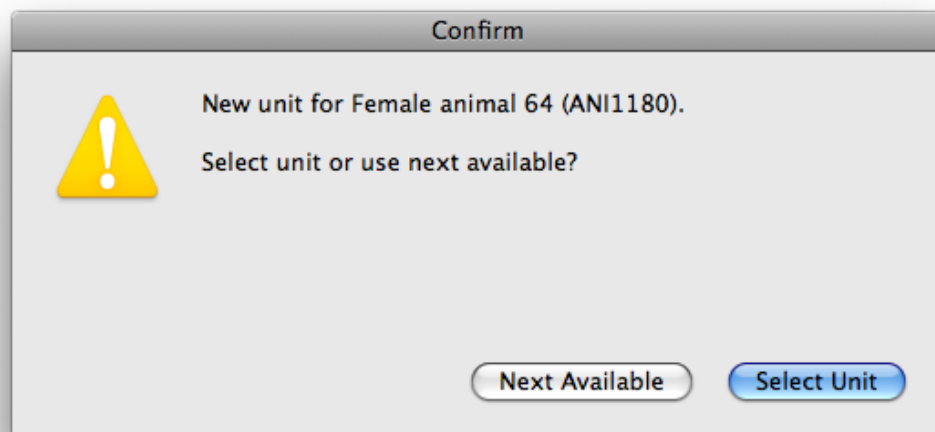 Confirm
New unit for Female animal 64 (ANI1180).
Select unit or use next available?
Next Available
Select Unit